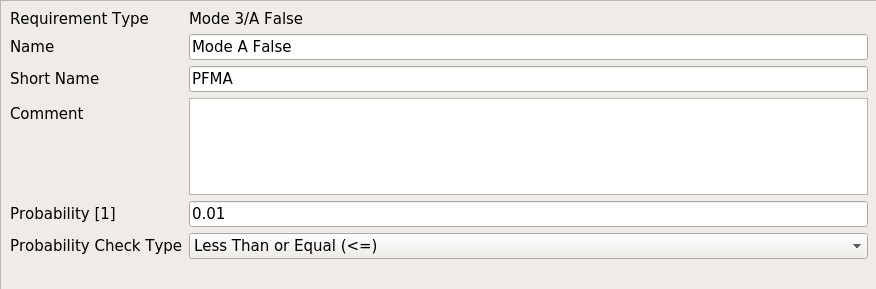 Requirement Type Mode 3/A False
Name Mode A False
Short Name PFMA
Comment
Probability [1] 0.01
Probability Check Type Less Than or Equal (<=)